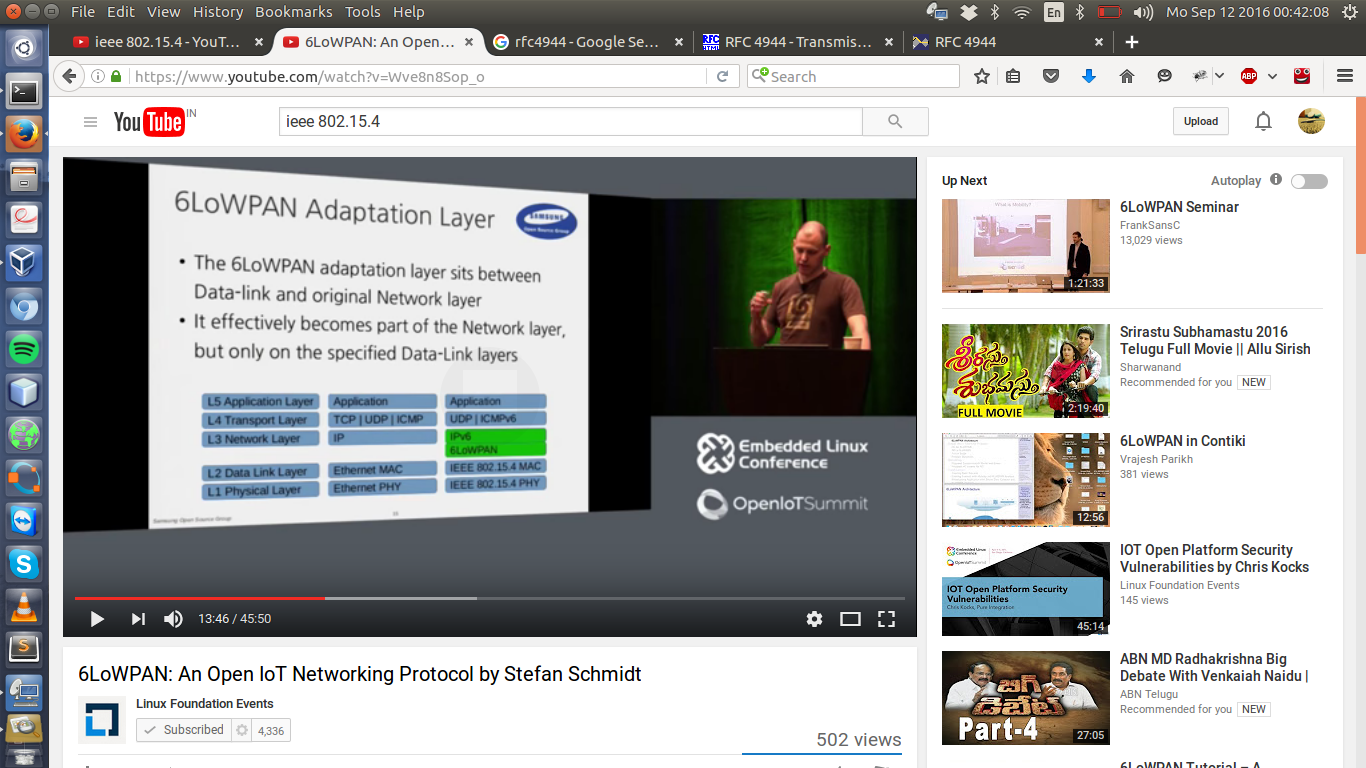 File Edit View History Bookmarks Tools Help
En
Mo Sep 12 2016 00:42:08
ieee 802.15.4 - YouT...
6LoWPAN: An Open...
rfc4944 - Google Se...
RFC 4944 - Transmis...
RFC 4944
https://www.youtube.com/watch?v=Wve8n8Sop_o
Search
ABP
YouTube IN
ieee 802.15.4
Upload
6LoWPAN Adaptation Layer
SAMSUNG
Open Source Group
• The 6LoWPAN adaptation layer sits between
Data-link and original Network layer
• It effectively becomes part of the Network layer,
but only on the specified Data-Link layers
L5 Application Layer Application Application
L4 Transport Layer TCP | UDP | ICMP UDP | ICMPv6
L3 Network Layer IP IPv6
6LoWPAN
L2 Data Link Layer Ethernet MAC IEEE 802.15.4 MAC
L1 Physical Layer Ethernet PHY IEEE 802.15.4 PHY
Samsung Open Source Group
Embedded Linux
Conference
OpenIoTSummit
13:46 / 45:50
6LoWPAN: An Open IoT Networking Protocol by Stefan Schmidt
Linux Foundation Events
Subscribed 4,336
502 views
Up Next
Autoplay
What is Mobility?
1:21:33
6LoWPAN Seminar
FrankSansC
13,029 views
శ్రీరస్తు
శుభమస్తు
FULL MOVIE
2:19:40
Srirastu Subhamastu 2016
Telugu Full Movie || Allu Sirish
Sharwanand
Recommended for you NEW
12:56
6LoWPAN in Contiki
Vrajesh Parikh
381 views
IOT Open Platform Security
Vulnerabilities
Chris Kocks, Pure Integration
45:14
IOT Open Platform Security
Vulnerabilities by Chris Kocks
Linux Foundation Events
145 views
బిగ్
డిబేట్
Part-4
27:05
ABN MD Radhakrishna Big
Debate With Venkaiah Naidu |
ABN Telugu
Recommended for you NEW
6LoWPAN Tutorial – A